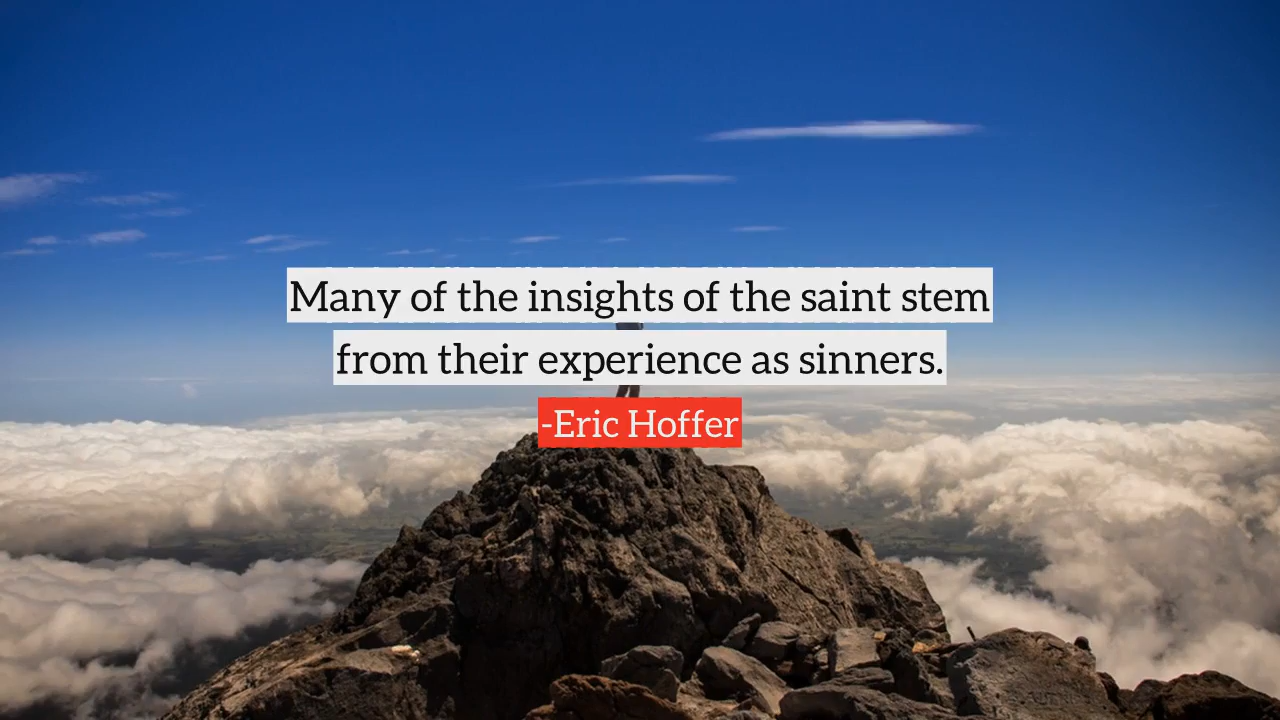 Many of the insights of the saint stem
from their experience as sinners.
-Eric Hoffer